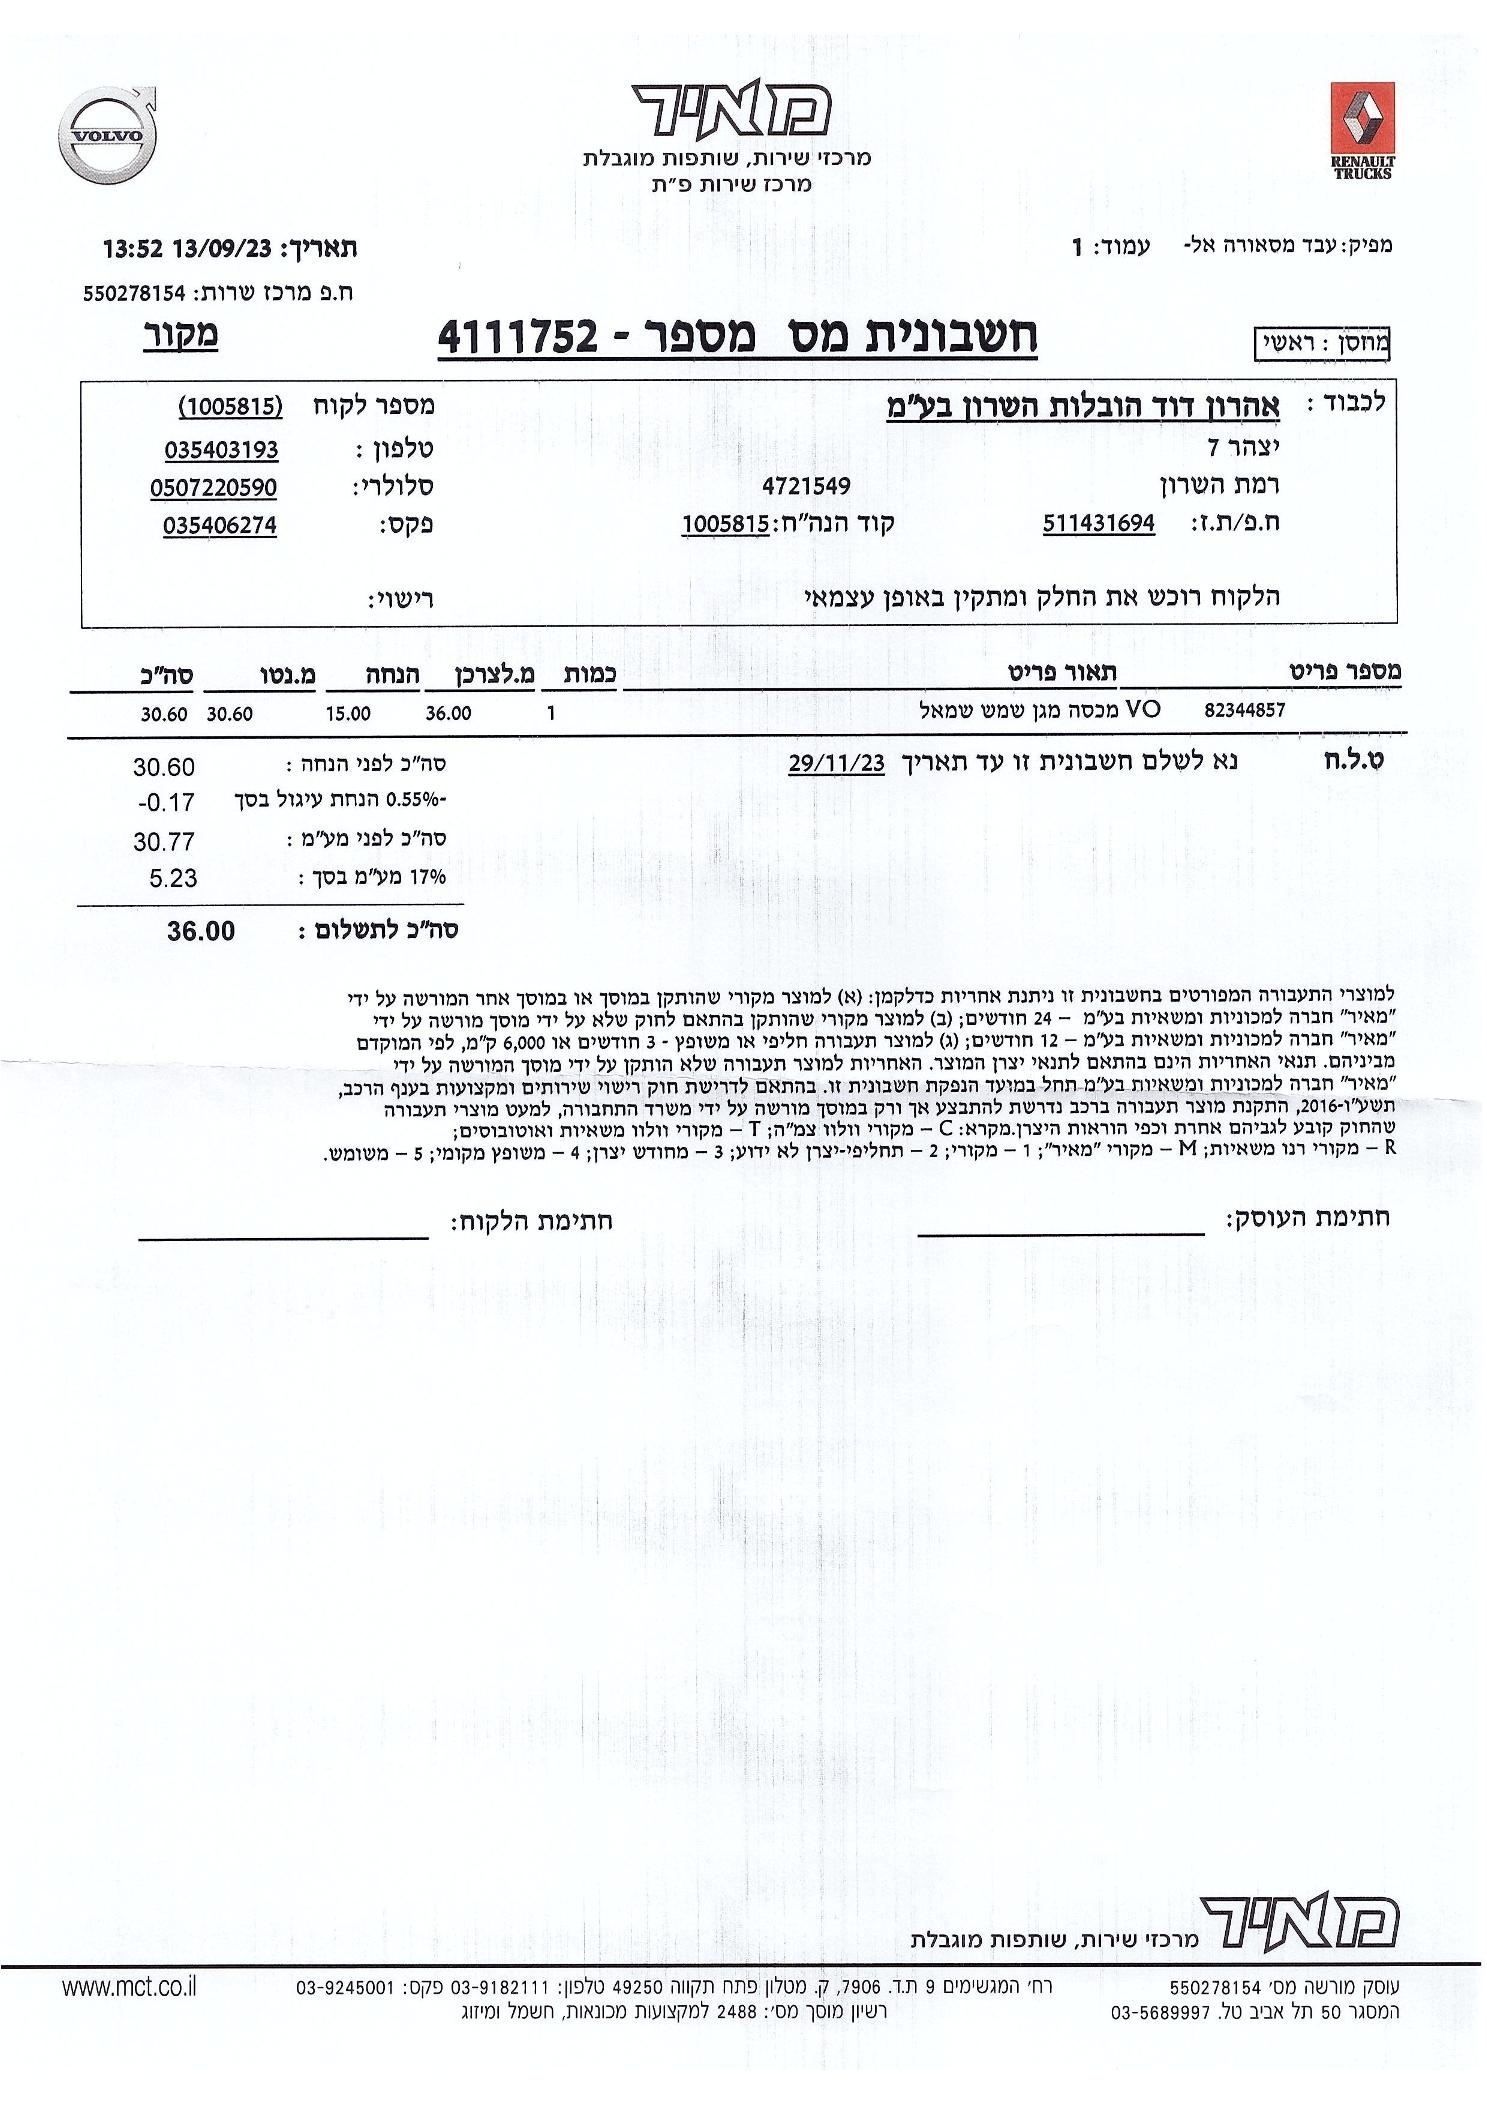 VOLVO
מאיר
RENAULT
TRUCKS
מרכזי שירות, שותפות מוגבלת
מרכז שירות פ"ת
מפיק: עבד מסאורה אל- עמוד: 1
תאריך: 13/09/23 13:52
ח.פ מרכז שרות: 550278154
מחסן : ראשי
חשבונית מס מספר - 4111752
מקור
לכבוד : אהרון דוד הובלות השרון בע"מ
מספר לקוח (1005815)
יצהר 7
טלפון : 035403193
רמת השרון 4721549
סלולרי: 0507220590
ח.פ/ת.ז: 511431694 קוד הנה"ח: 1005815
פקס: 035406274
הלקוח רוכש את החלק ומתקין באופן עצמאי
רישוי:
מספר פריט תאור פריט כמות מ.לצרכן הנחה מ.נטו סה"כ
82344857 VO מכסה מגן שמש שמאל 1 36.00 15.00 30.60 30.60
ט.ל.ח נא לשלם חשבונית זו עד תאריך 29/11/23
סה"כ לפני הנחה : 30.60
-0.55% הנחת עיגול בסך -0.17
סה"כ לפני מע"מ : 30.77
17% מע"מ בסך : 5.23
סה"כ לתשלום : 36.00
למוצרי התעבורה המפורטים בחשבונית זו ניתנת אחריות כדלקמן: (א) למוצר מקורי שהותקן במוסך או במוסך אחר המורשה על ידי
"מאיר" חברה למכוניות ומשאיות בע"מ – 24 חודשים; (ב) למוצר מקורי שהותקן בהתאם לחוק שלא על ידי מוסך מורשה על ידי
"מאיר" חברה למכוניות ומשאיות בע"מ – 12 חודשים; (ג) למוצר תעבורה חליפי או משופץ - 3 חודשים או 6,000 ק"מ, לפי המוקדם
מביניהם. תנאי האחריות הינם בהתאם לתנאי יצרן המוצר. האחריות למוצר תעבורה שלא הותקן על ידי מוסך המורשה על ידי
"מאיר" חברה למכוניות ומשאיות בע"מ תחל במועד הנפקת חשבונית זו. בהתאם לדרישת חוק רישוי שירותים ומקצועות בענף הרכב,
תשע"ו-2016, התקנת מוצר תעבורה ברכב נדרשת להתבצע אך ורק במוסך מורשה על ידי משרד התחבורה, למעט מוצרי תעבורה
שהחוק קובע לגביהם אחרת וכפי הוראות היצרן.מקרא: C – מקורי וולוו צמ"ה; T – מקורי וולוו משאיות ואוטובוסים;
R – מקורי רנו משאיות; M – מקורי "מאיר"; 1 – מקורי; 2 – תחליפי-יצרן לא ידוע; 3 – מחודש יצרן; 4 – משופץ מקומי; 5 – משומש.
חתימת העוסק:
חתימת הלקוח:
מאיר מרכזי שירות, שותפות מוגבלת
עוסק מורשה מס' 550278154 רח' המגשימים 9 ת.ד. 7906, ק. מטלון פתח תקווה 49250 טלפון: 03-9182111 פקס: 03-9245001 www.mct.co.il
המסגר 50 תל אביב טל. 03-5689997 רשיון מוסך מס': 2488 למקצועות מכונאות, חשמל ומיזוג